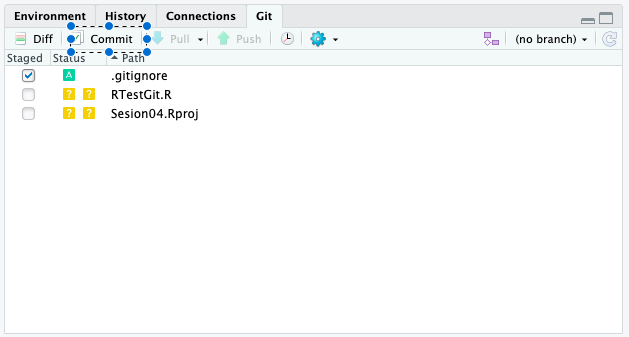 Environment History Connections Git
Diff Commit Pull Push (no branch)
Staged Status Path
A .gitignore
? ? RTestGit.R
? ? Sesion04.Rproj